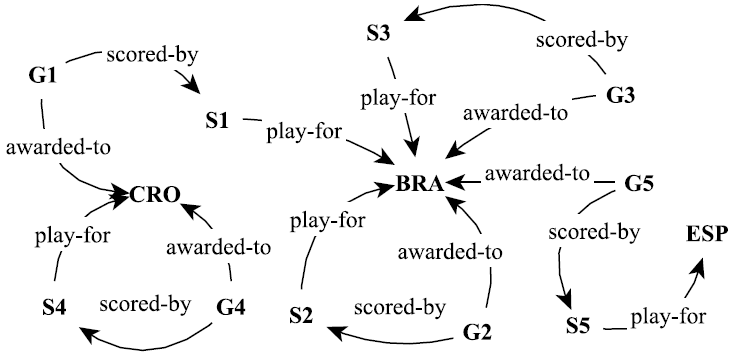 S3
scored-by
scored-by
G1
play-for
G3
awarded-to
S1
play-for
awarded-to
awarded-to
CRO
BRA
G5
play-for
play-for
scored-by
ESP
awarded-to
awarded-to
S4
scored-by
G4
S2
scored-by
G2
S5
play-for